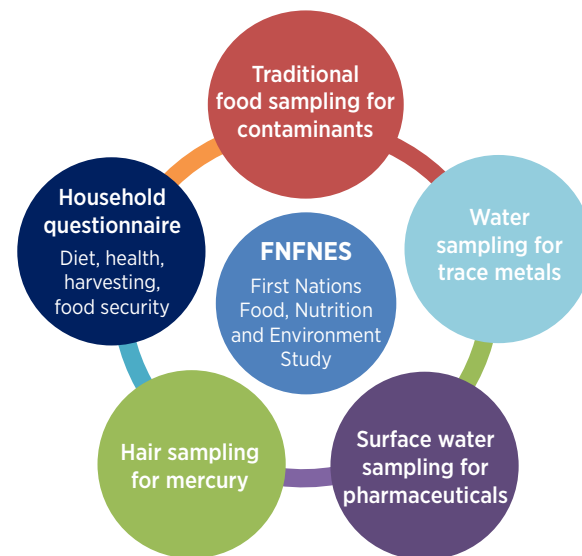 Traditional
food sampling for
contaminants
Household
questionnaire
Diet, health,
harvesting,
food security
FNFNES
First Nations
Food, Nutrition
and Environment
Study
Water
sampling for
trace metals
Hair sampling
for mercury
Surface water
sampling for
pharmaceuticals